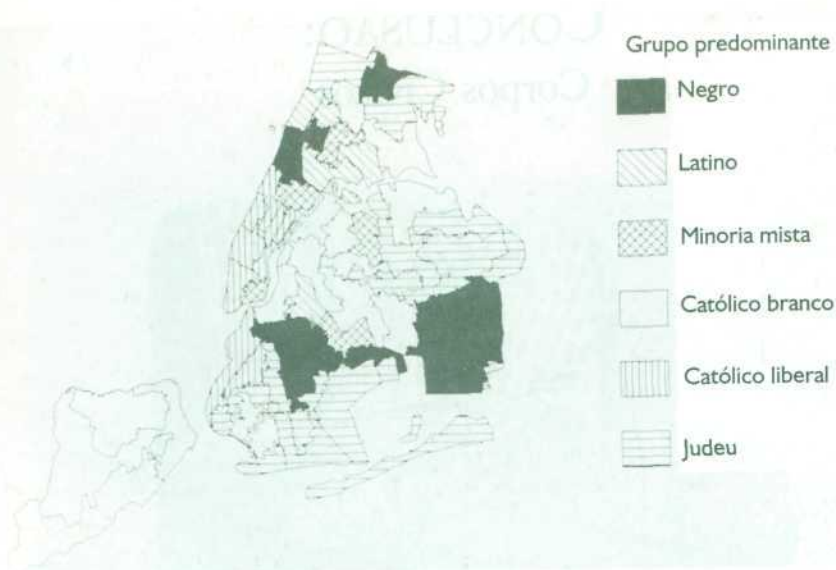 Grupo predominante
Negro
Latino
Minoria mista
Católico branco
Católico liberal
Judeu